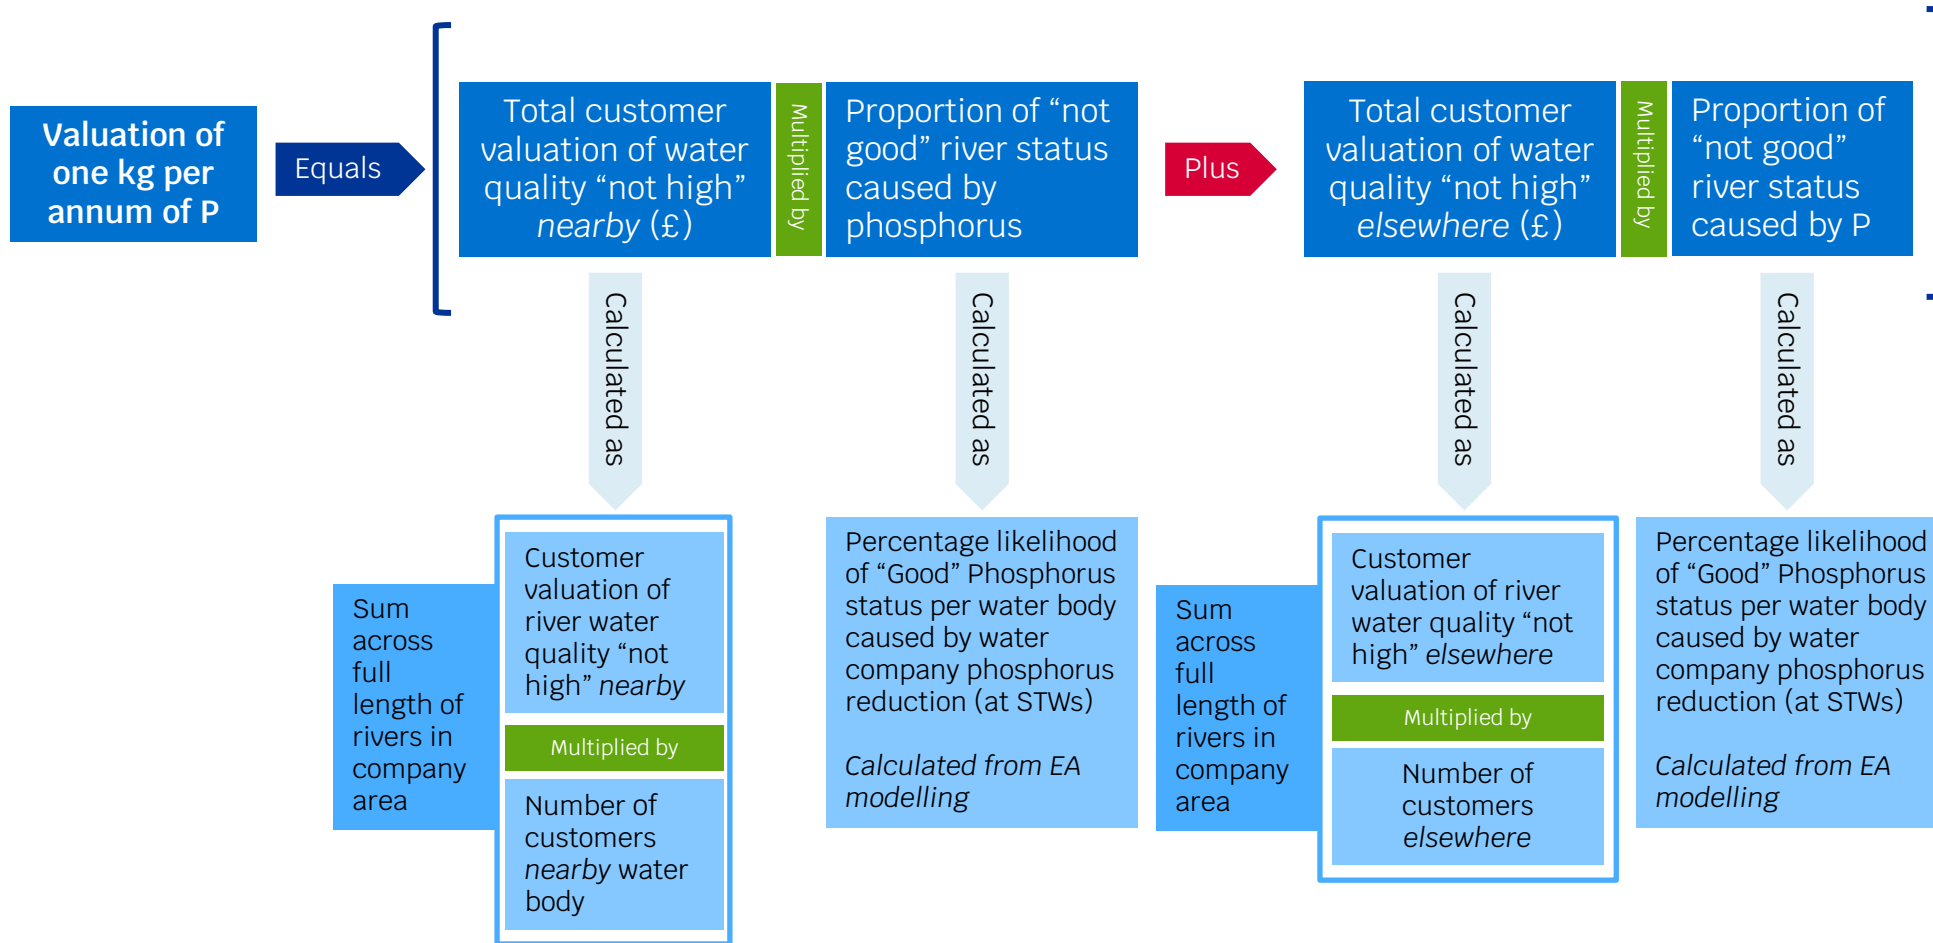 Valuation of
one kg per
annum of P
Equals
Total customer
valuation of water
quality “not high”
nearby (£)
Multiplied by
Proportion of “not
good” river status
caused by
phosphorus
Plus
Total customer
valuation of water
quality “not high”
elsewhere (£)
Multiplied by
Proportion of
“not good”
river status
caused by P
Calculated as
Calculated as
Calculated as
Calculated as
Sum
across
full
length of
rivers in
company
area
Customer
valuation of
river water
quality “not
high” nearby
Multiplied by
Number of
customers
nearby water
body
Percentage likelihood
of “Good” Phosphorus
status per water body
caused by water
company phosphorus
reduction (at STWs)
Calculated from EA
modelling
Sum
across
full
length of
rivers in
company
area
Customer
valuation of river
water quality “not
high” elsewhere
Multiplied by
Number of
customers
elsewhere
Percentage likelihood
of “Good” Phosphorus
status per water body
caused by water
company phosphorus
reduction (at STWs)
Calculated from EA
modelling